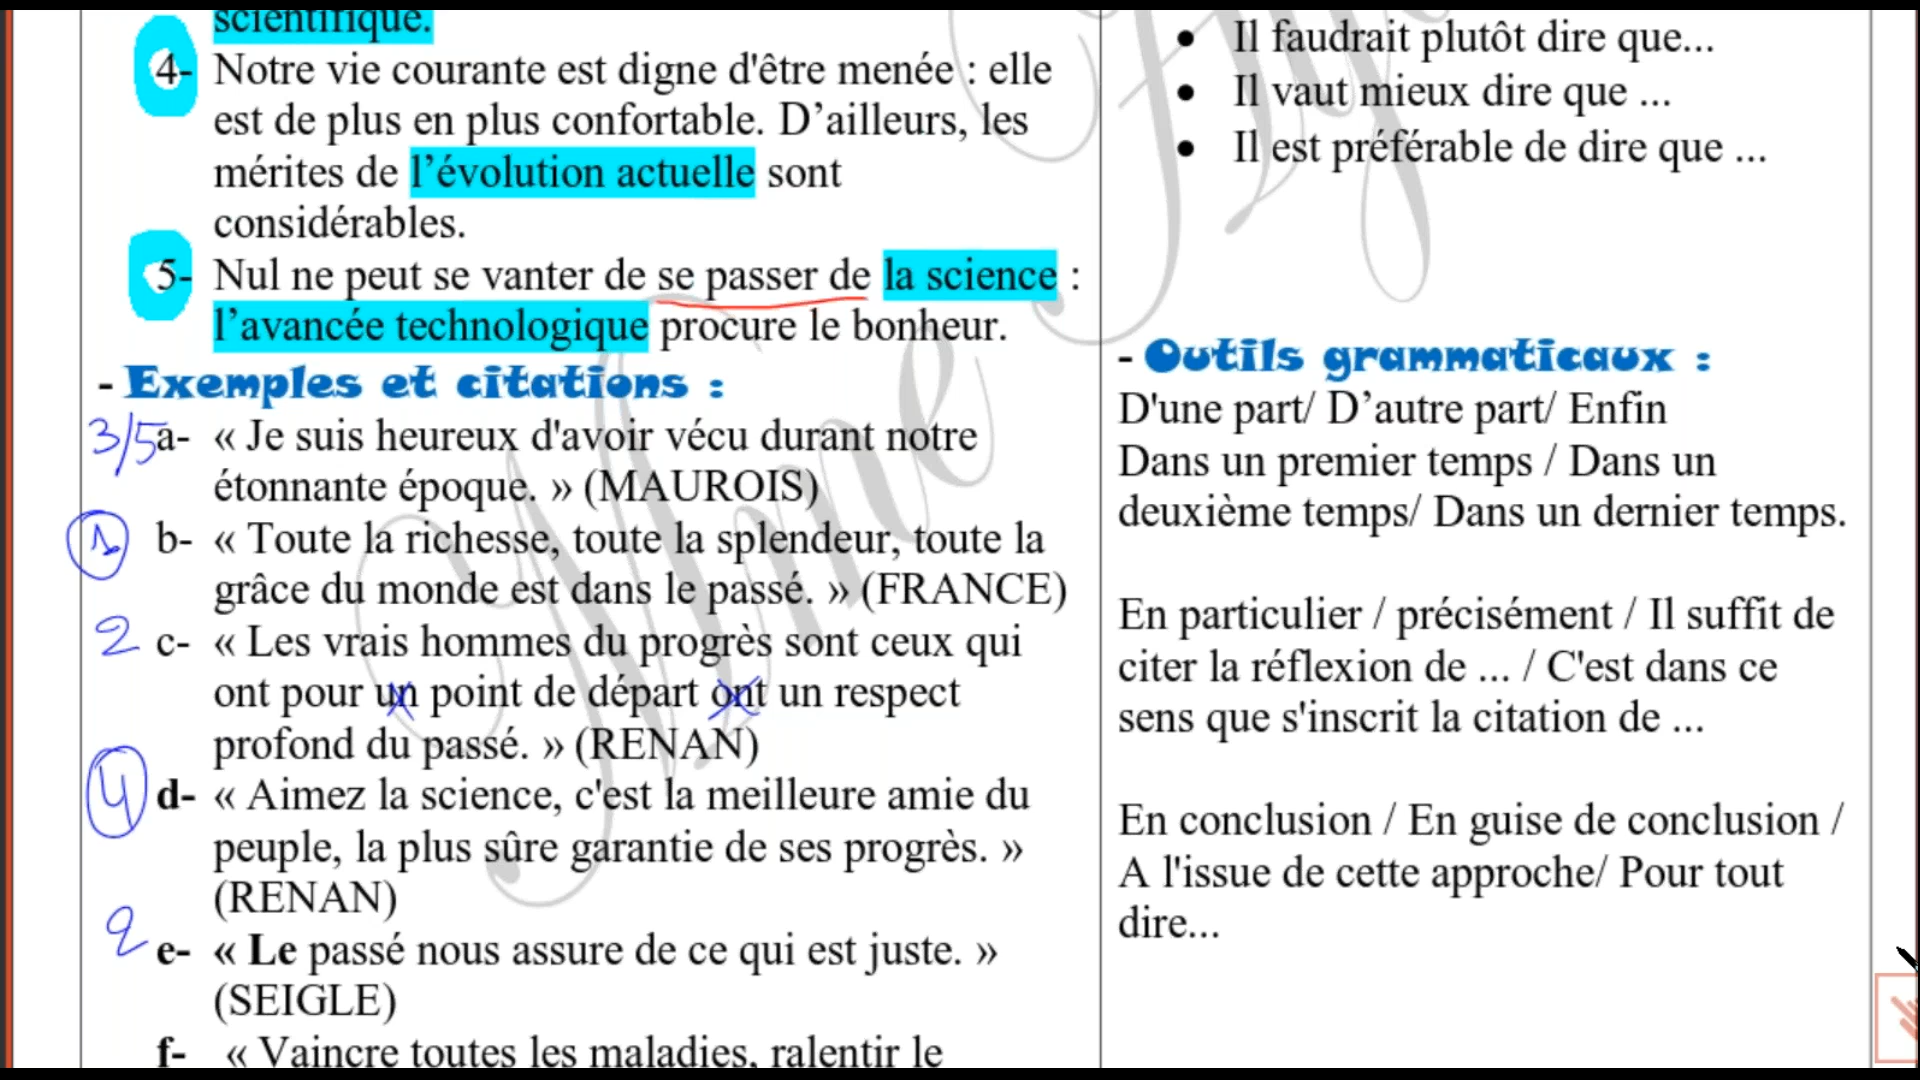 scientifique.
4- Notre vie courante est digne d'être menée : elle
est de plus en plus confortable. D’ailleurs, les
mérites de l’évolution actuelle sont
considérables.
5- Nul ne peut se vanter de se passer de la science :
l’avancée technologique procure le bonheur.
- Exemples et citations :
3/5 a- « Je suis heureux d'avoir vécu durant notre
étonnante époque. » (MAUROIS)
1 b- « Toute la richesse, toute la splendeur, toute la
grâce du monde est dans le passé. » (FRANCE)
2 c- « Les vrais hommes du progrès sont ceux qui
ont pour un point de départ ont un respect
profond du passé. » (RENAN)
4 d- « Aimez la science, c'est la meilleure amie du
peuple, la plus sûre garantie de ses progrès. »
(RENAN)
2 e- « Le passé nous assure de ce qui est juste. »
(SEIGLE)
f- « Vaincre toutes les maladies, ralentir le
• Il faudrait plutôt dire que...
• Il vaut mieux dire que ...
• Il est préférable de dire que ...
- Outils grammaticaux :
D'une part/ D’autre part/ Enfin
Dans un premier temps / Dans un
deuxième temps/ Dans un dernier temps.
En particulier / précisément / Il suffit de
citer la réflexion de ... / C'est dans ce
sens que s'inscrit la citation de ...
En conclusion / En guise de conclusion /
A l'issue de cette approche/ Pour tout
dire...
Mme